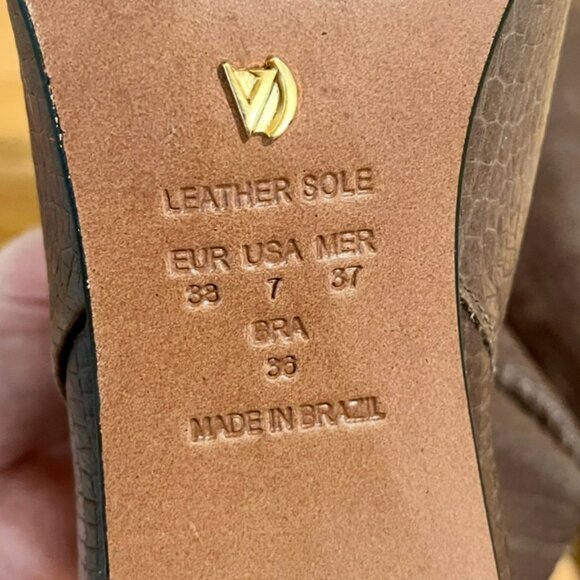 LEATHER SOLE
EUR USA MER
38 7 37
BRA
36
MADE IN BRAZIL